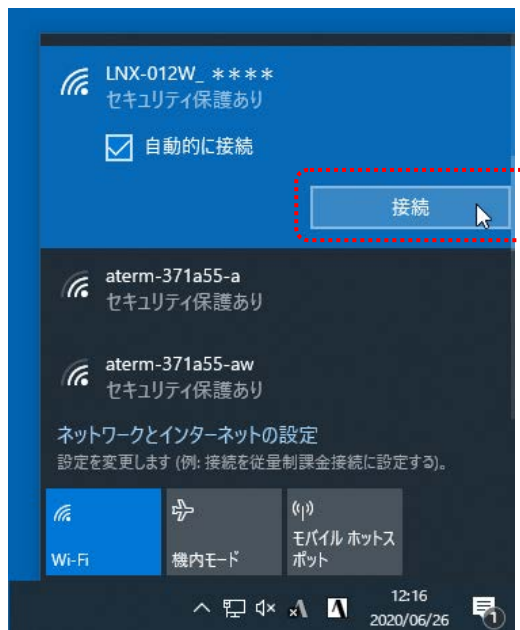 LNX-012W_ ****
セキュリティ保護あり
自動的に接続
接続
aterm-371a55-a
セキュリティ保護あり
aterm-371a55-aw
セキュリティ保護あり
ネットワークとインターネットの設定
設定を変更します (例: 接続を従量制課金接続に設定する)。
Wi-Fi
機内モード
モバイル ホットス
ポット
A
A
12:16
2020/06/26
1